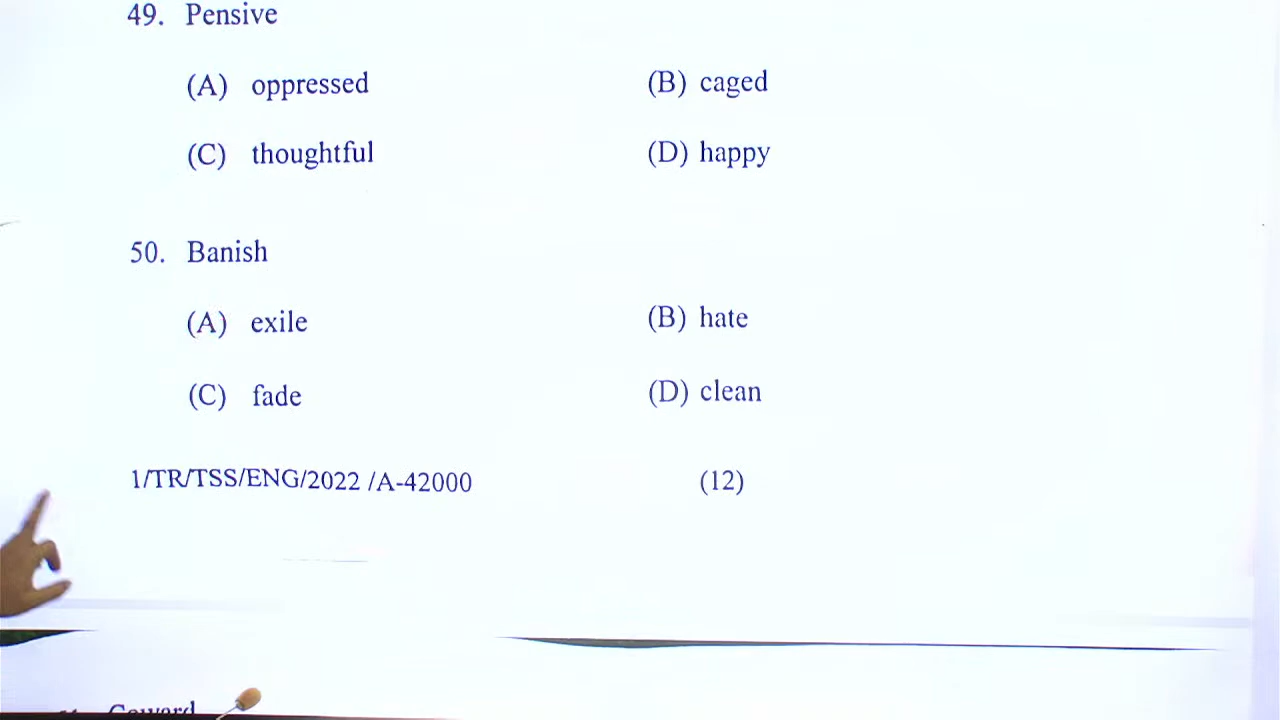 49. Pensive
(A) oppressed (B) caged
(C) thoughtful (D) happy
50. Banish
(A) exile (B) hate
(C) fade (D) clean
1/TR/TSS/ENG/2022 /A-42000 (12)
Coward